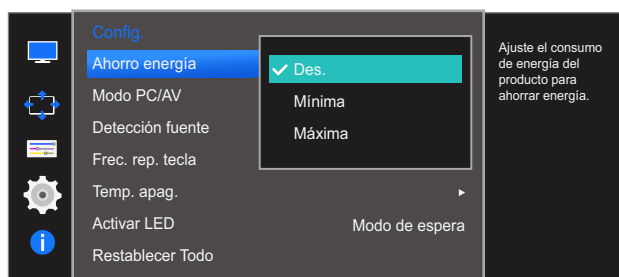 Config.
Ahorro energía
Des.
Mínima
Máxima
Modo PC/AV
Detección fuente
Frec. rep. tecla
Temp. apag.
Activar LED
Modo de espera
Restablecer Todo
Ajuste el consumo
de energía del
producto para
ahorrar energía.